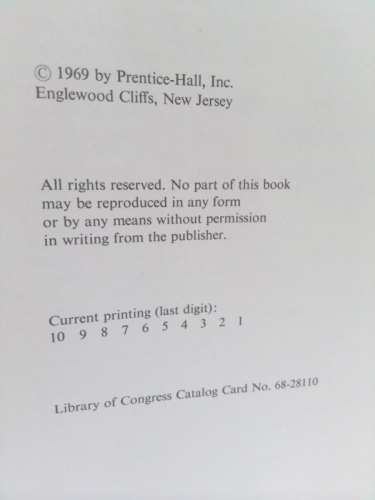 © 1969 by Prentice-Hall, Inc.
Englewood Cliffs, New Jersey
All rights reserved. No part of this book
may be reproduced in any form
or by any means without permission
in writing from the publisher.
Current printing (last digit):
10 9 8 7 6 5 4 3 2 1
Library of Congress Catalog Card No. 68-28110